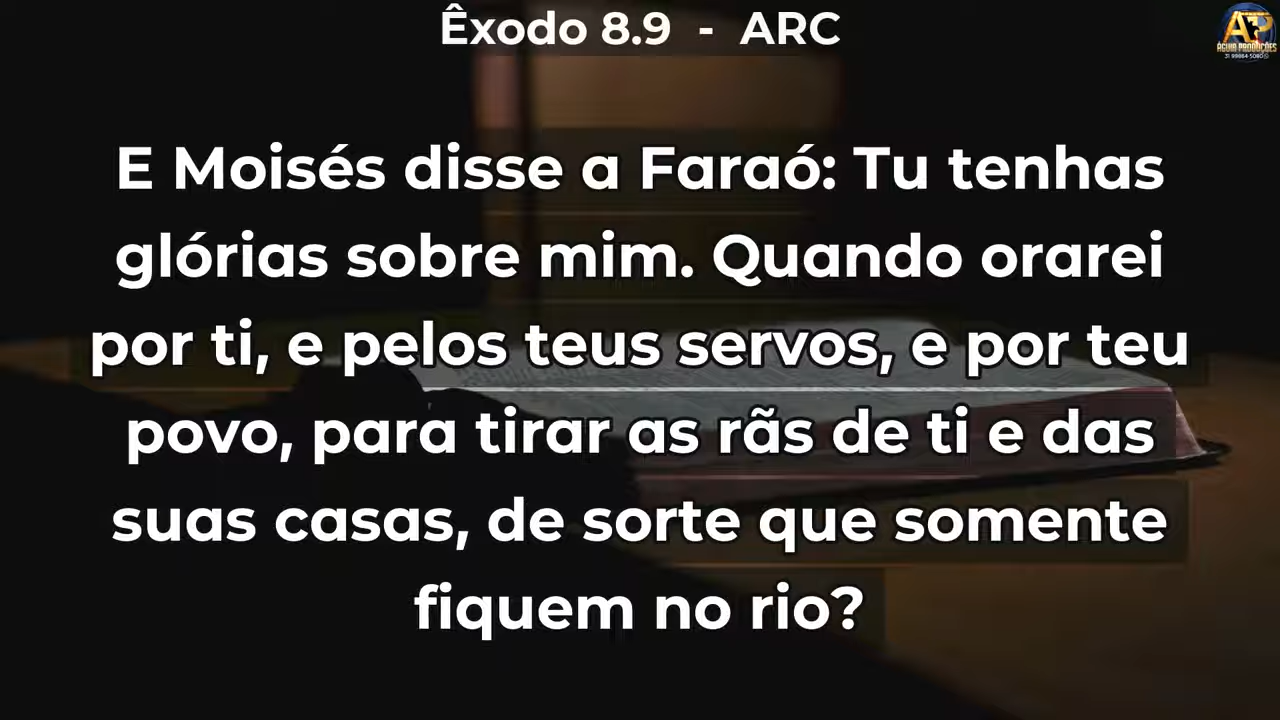 Êxodo 8.9 - ARC
E Moisés disse a Faraó: Tu tenhas
glórias sobre mim. Quando orarei
por ti, e pelos teus servos, e por teu
povo, para tirar as rãs de ti e das
suas casas, de sorte que somente
fiquem no rio?
ÁGUIA PRODUÇÕES